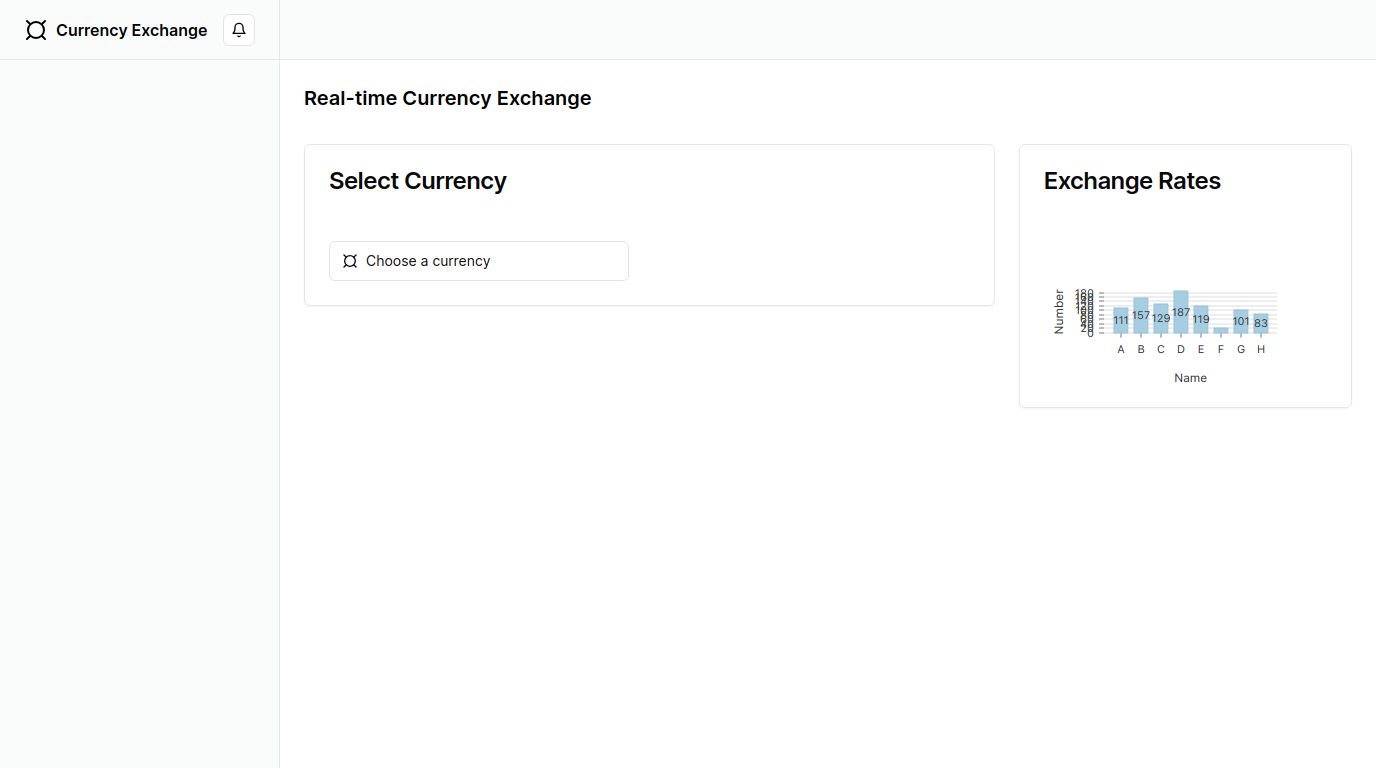 Currency Exchange
Real-time Currency Exchange
Select Currency
Choose a currency
Exchange Rates
Number
180
0
111
157
129
187
119
101
83
A B C D E F G H
Name